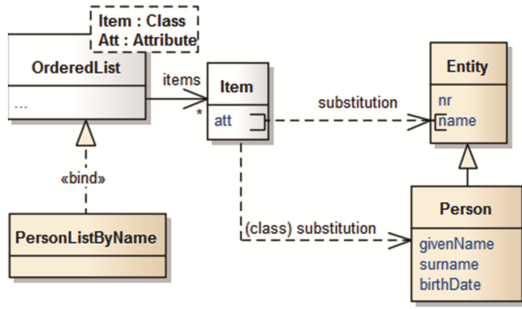 Item : Class
Att : Attribute
OrderedList
...
items
*
Item
att
substitution
Entity
nr
name
«bind»
(class) substitution
PersonListByName
Person
givenName
surname
birthDate